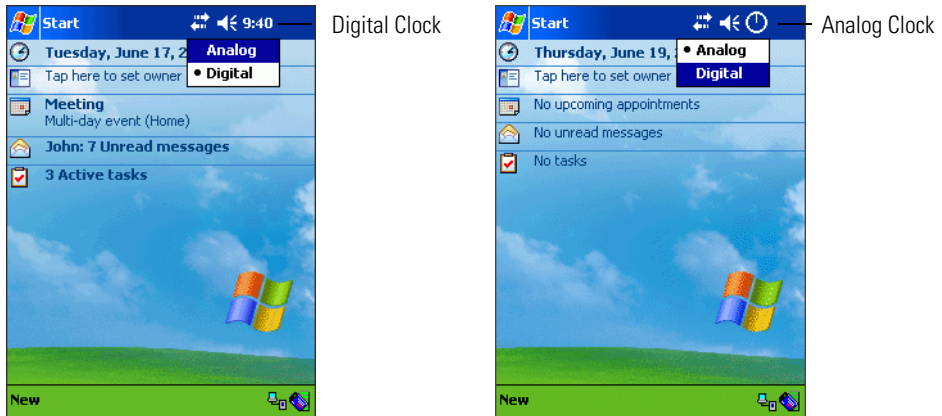 Start 9:40
Digital Clock
Tuesday, June 17, 2
Analog
• Digital
Tap here to set owner
Meeting
Multi-day event (Home)
John: 7 Unread messages
3 Active tasks
New
Start
Analog Clock
Thursday, June 19,
• Analog
Digital
Tap here to set owner
No upcoming appointments
No unread messages
No tasks
New